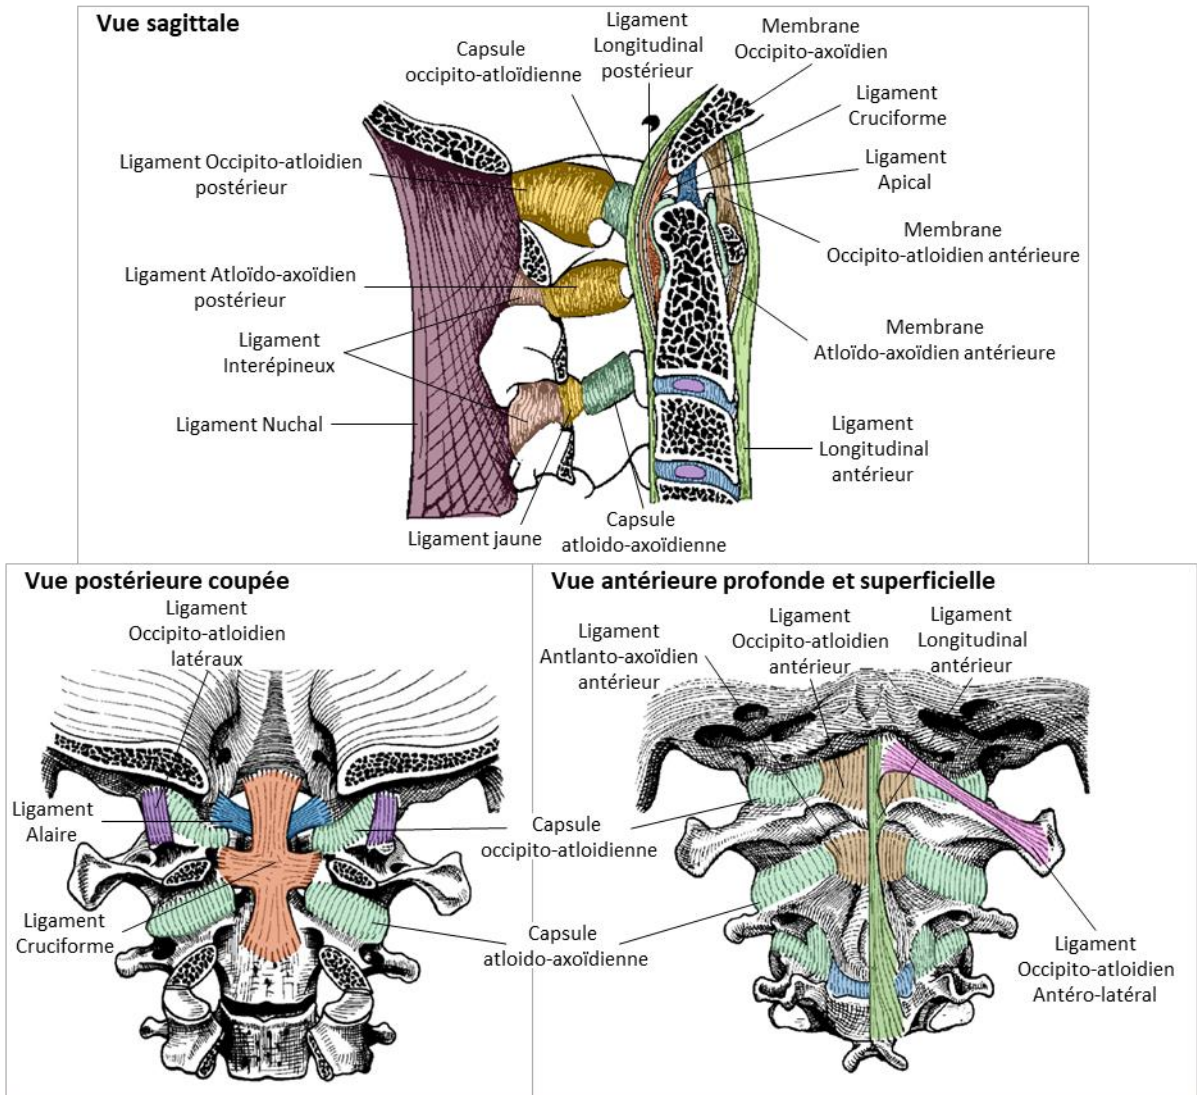 Vue sagittale
Ligament
Longitudinal
postérieur
Membrane
Occipito-axoïdien
Capsule
occipito-atloïdienne
Ligament
Cruciforme
Ligament Occipito-atloidien
postérieur
Ligament
Apical
Membrane
Occipito-atloidien antérieure
Ligament Atloïdo-axoïdien
postérieur
Membrane
Atloïdo-axoïdien antérieure
Ligament
Interépineux
Ligament Nuchal
Ligament
Longitudinal
antérieur
Ligament jaune
Capsule
atloido-axoïdienne
Vue postérieure coupée
Ligament
Occipito-atloidien
latéraux
Ligament
Alaire
Ligament
Cruciforme
Capsule
occipito-atloidienne
Capsule
atloido-axoïdienne
Vue antérieure profonde et superficielle
Ligament
Antlanto-axoïdien
antérieur
Ligament
Occipito-atloidien
antérieur
Ligament
Longitudinal
antérieur
Ligament
Occipito-atloidien
Antéro-latéral